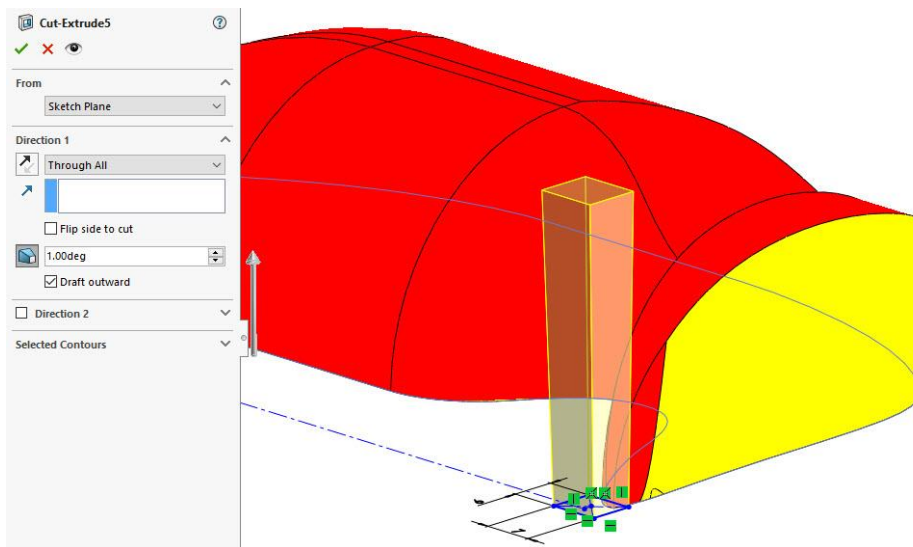 Cut-Extrude5
From
Sketch Plane
Direction 1
Through All
Flip side to cut
1.00deg
Draft outward
Direction 2
Selected Contours